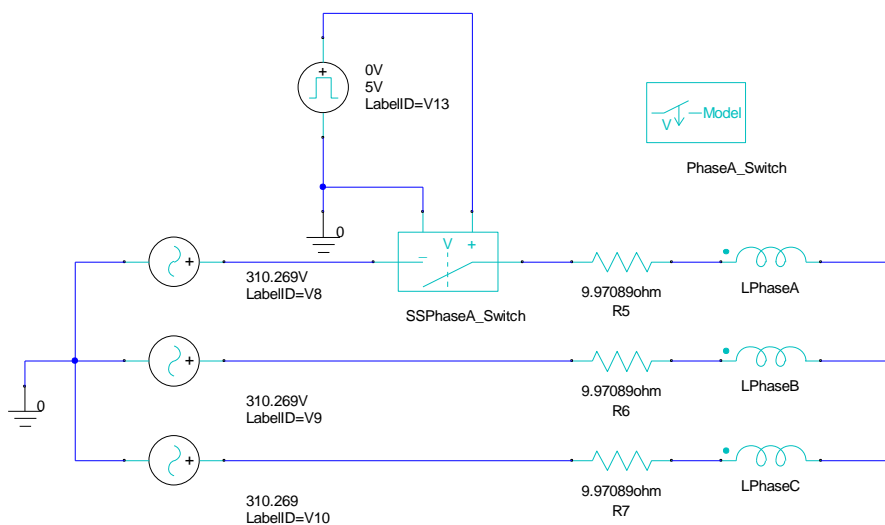 0V
5V
LabelID=V13
+
V
Model
PhaseA_Switch
0
V
+
−
+
310.269V
LabelID=V8
SSPhaseA_Switch
9.97089ohm
R5
LPhaseA
+
310.269V
LabelID=V9
9.97089ohm
R6
LPhaseB
0
+
310.269
LabelID=V10
9.97089ohm
R7
LPhaseC